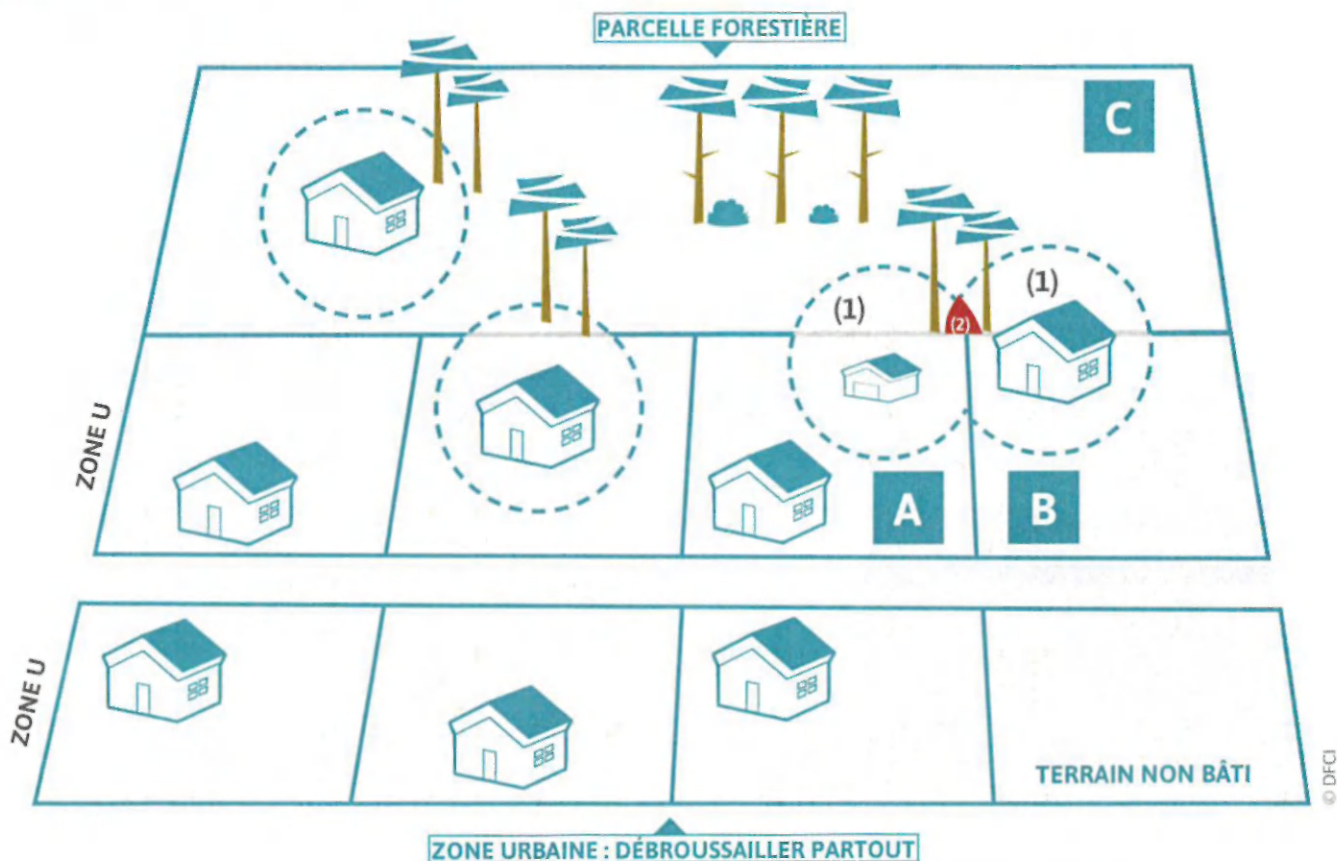 PARCELLE FORESTIÈRE
C
(1)
(1)
(2)
ZONE U
A
B
ZONE U
TERRAIN NON BÂTI
© DFCI
ZONE URBAINE : DÉBROUSSAILLER PARTOUT